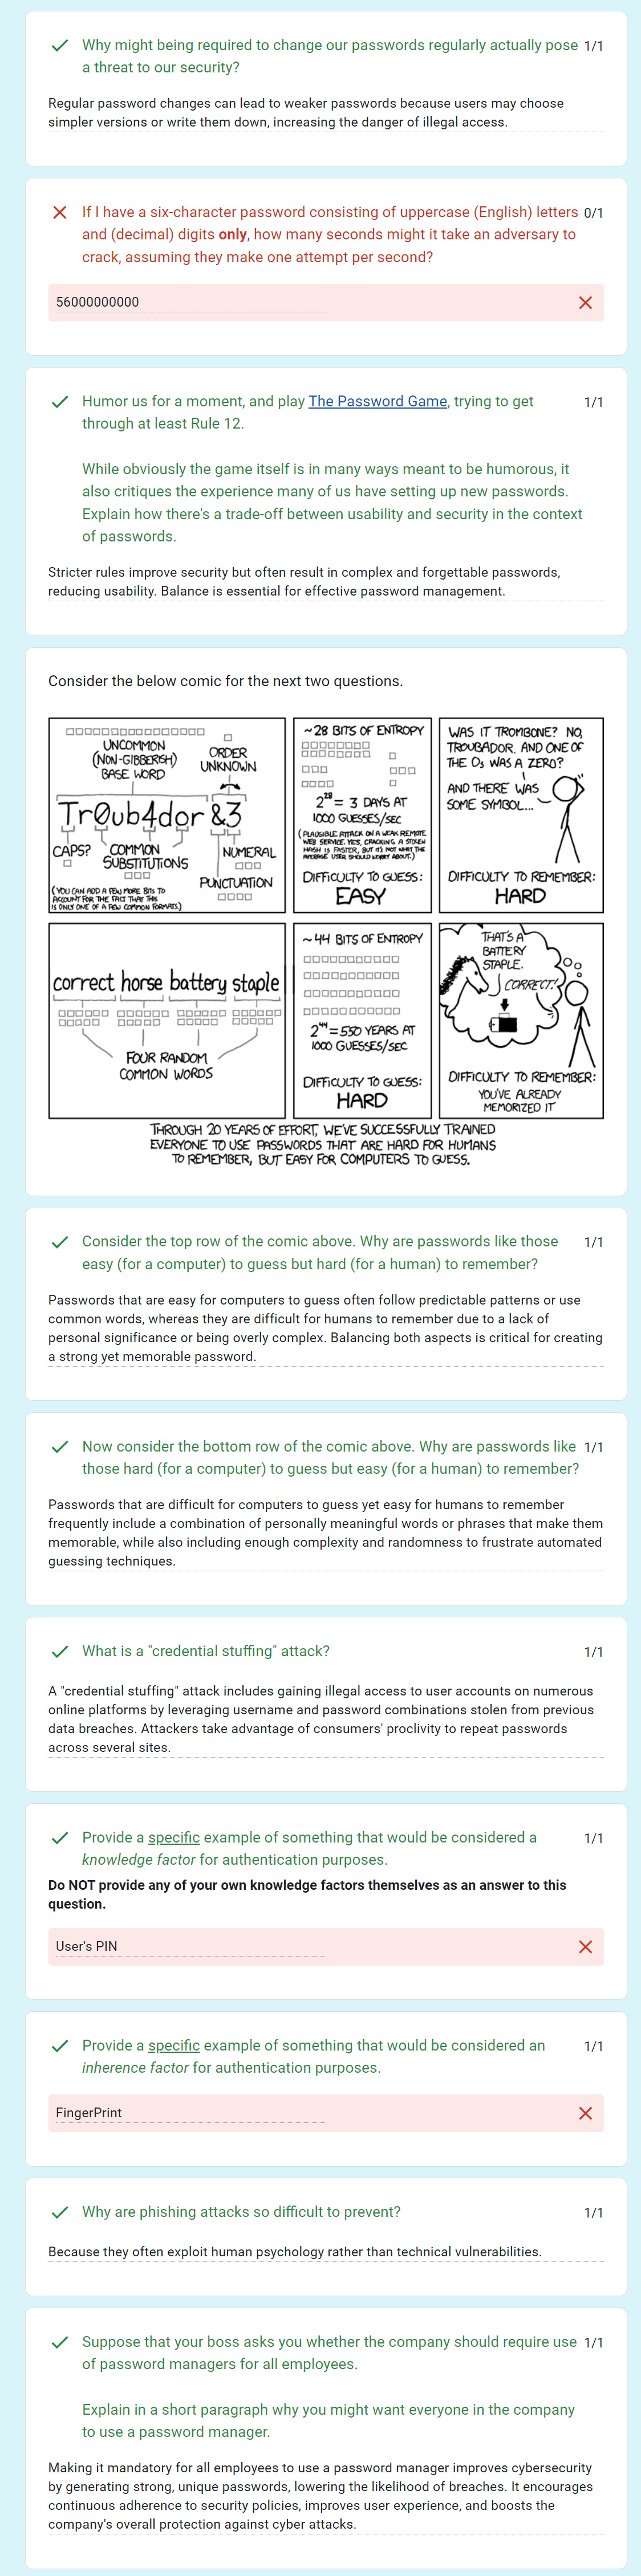 Why might being required to change our passwords regularly actually pose 1/1
a threat to our security?
Regular password changes can lead to weaker passwords because users may choose
simpler versions or write them down, increasing the danger of illegal access.
If I have a six-character password consisting of uppercase (English) letters 0/1
and (decimal) digits only, how many seconds might it take an adversary to
crack, assuming they make one attempt per second?
56000000000
Humor us for a moment, and play The Password Game, trying to get 1/1
through at least Rule 12.
While obviously the game itself is in many ways meant to be humorous, it
also critiques the experience many of us have setting up new passwords.
Explain how there's a trade-off between usability and security in the context
of passwords.
Stricter rules improve security but often result in complex and forgettable passwords,
reducing usability. Balance is essential for effective password management.
Consider the below comic for the next two questions.
UNCOMMON
(NON-GIBBERISH)
BASE WORD
ORDER
UNKNOWN
Tr0ub4dor &3
CAPS?
COMMON
SUBSTITUTIONS
NUMERAL
PUNCTUATION
(YOU CAN ADD A FEW MORE BITS TO
ACCOUNT FOR THE FACT THAT THIS
IS ONLY ONE OF A FEW COMMON FORMATS.)
~28 BITS OF ENTROPY
2^28 = 3 DAYS AT
1000 GUESSES/SEC
(PLAUSIBLE ATTACK ON A WEAK REMOTE
WEB SERVICE. YES, CRACKING A STOLEN
HASH IS FASTER, BUT IT'S NOT WHAT THE
AVERAGE USER SHOULD WORRY ABOUT.)
DIFFICULTY TO GUESS:
EASY
WAS IT TROMBONE? NO,
TROUBADOR. AND ONE OF
THE Os WAS A ZERO?
AND THERE WAS
SOME SYMBOL...
DIFFICULTY TO REMEMBER:
HARD
correct horse battery staple
FOUR RANDOM
COMMON WORDS
~44 BITS OF ENTROPY
2^44 = 550 YEARS AT
1000 GUESSES/SEC
DIFFICULTY TO GUESS:
HARD
THAT'S A
BATTERY
STAPLE.
CORRECT!
DIFFICULTY TO REMEMBER:
YOU'VE ALREADY
MEMORIZED IT
THROUGH 20 YEARS OF EFFORT, WE'VE SUCCESSFULLY TRAINED
EVERYONE TO USE PASSWORDS THAT ARE HARD FOR HUMANS
TO REMEMBER, BUT EASY FOR COMPUTERS TO GUESS.
Consider the top row of the comic above. Why are passwords like those 1/1
easy (for a computer) to guess but hard (for a human) to remember?
Passwords that are easy for computers to guess often follow predictable patterns or use
common words, whereas they are difficult for humans to remember due to a lack of
personal significance or being overly complex. Balancing both aspects is critical for creating
a strong yet memorable password.
Now consider the bottom row of the comic above. Why are passwords like 1/1
those hard (for a computer) to guess but easy (for a human) to remember?
Passwords that are difficult for computers to guess yet easy for humans to remember
frequently include a combination of personally meaningful words or phrases that make them
memorable, while also including enough complexity and randomness to frustrate automated
guessing techniques.
What is a "credential stuffing" attack? 1/1
A "credential stuffing" attack includes gaining illegal access to user accounts on numerous
online platforms by leveraging username and password combinations stolen from previous
data breaches. Attackers take advantage of consumers' proclivity to repeat passwords
across several sites.
Provide a specific example of something that would be considered a 1/1
knowledge factor for authentication purposes.
Do NOT provide any of your own knowledge factors themselves as an answer to this
question.
User's PIN
Provide a specific example of something that would be considered an 1/1
inherence factor for authentication purposes.
FingerPrint
Why are phishing attacks so difficult to prevent? 1/1
Because they often exploit human psychology rather than technical vulnerabilities.
Suppose that your boss asks you whether the company should require use 1/1
of password managers for all employees.
Explain in a short paragraph why you might want everyone in the company
to use a password manager.
Making it mandatory for all employees to use a password manager improves cybersecurity
by generating strong, unique passwords, lowering the likelihood of breaches. It encourages
continuous adherence to security policies, improves user experience, and boosts the
company's overall protection against cyber attacks.